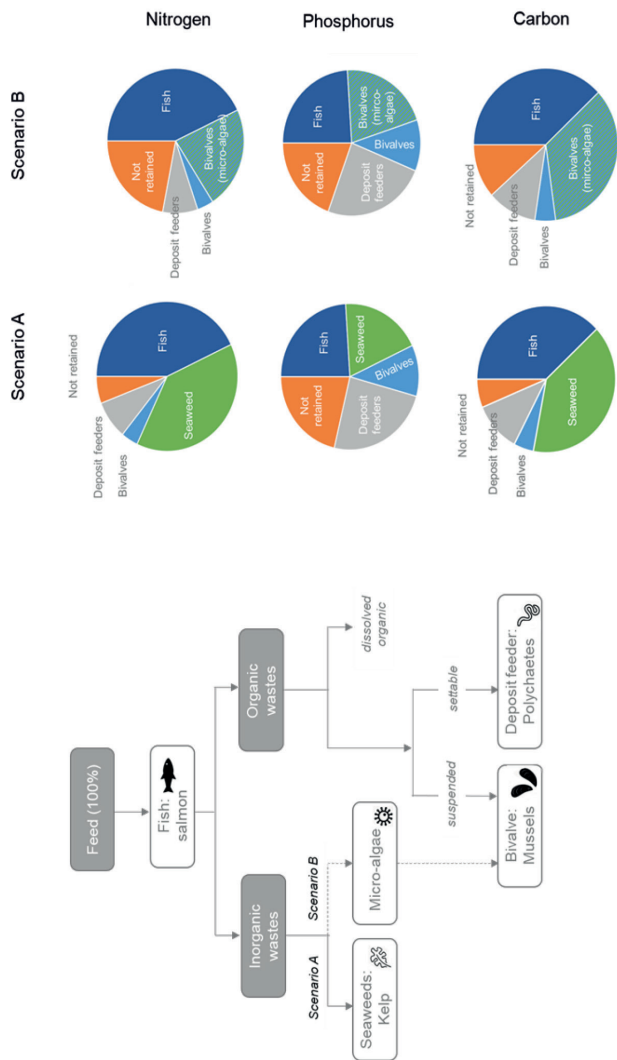 Feed (100%)
Fish:
salmon
Inorganic
wastes
Organic
wastes
Scenario A
Scenario B
dissolved
organic
Seaweeds:
Kelp
Micro-algae
suspended
settable
Bivalve:
Mussels
Deposit feeder:
Polychaetes
Scenario A
Scenario B
Nitrogen
Not retained
Deposit feeders
Bivalves
Fish
Seaweed
Not
retained
Fish
Bivalves
(micro-algae)
Deposit feeders
Bivalves
Phosphorus
Not
retained
Fish
Seaweed
Bivalves
Deposit
feeders
Not
retained
Fish
Bivalves
(mirco-
algae)
Bivalves
Deposit
feeders
Carbon
Not retained
Deposit feeders
Bivalves
Fish
Seaweed
Not retained
Deposit feeders
Bivalves
Fish
Bivalves
(mirco-algae)